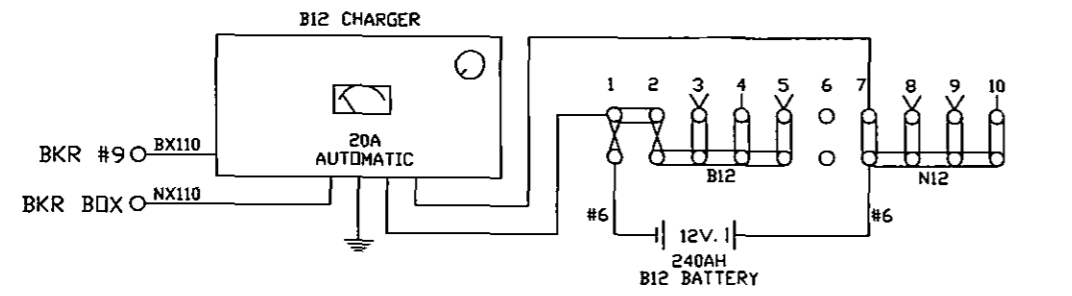 B12 CHARGER
1 2 3 4 5 6 7 8 9 10
20A
AUTOMATIC
BKR #9 BX110
BKR BOX NX110
B12 N12
#6 12V. #6
240AH
B12 BATTERY